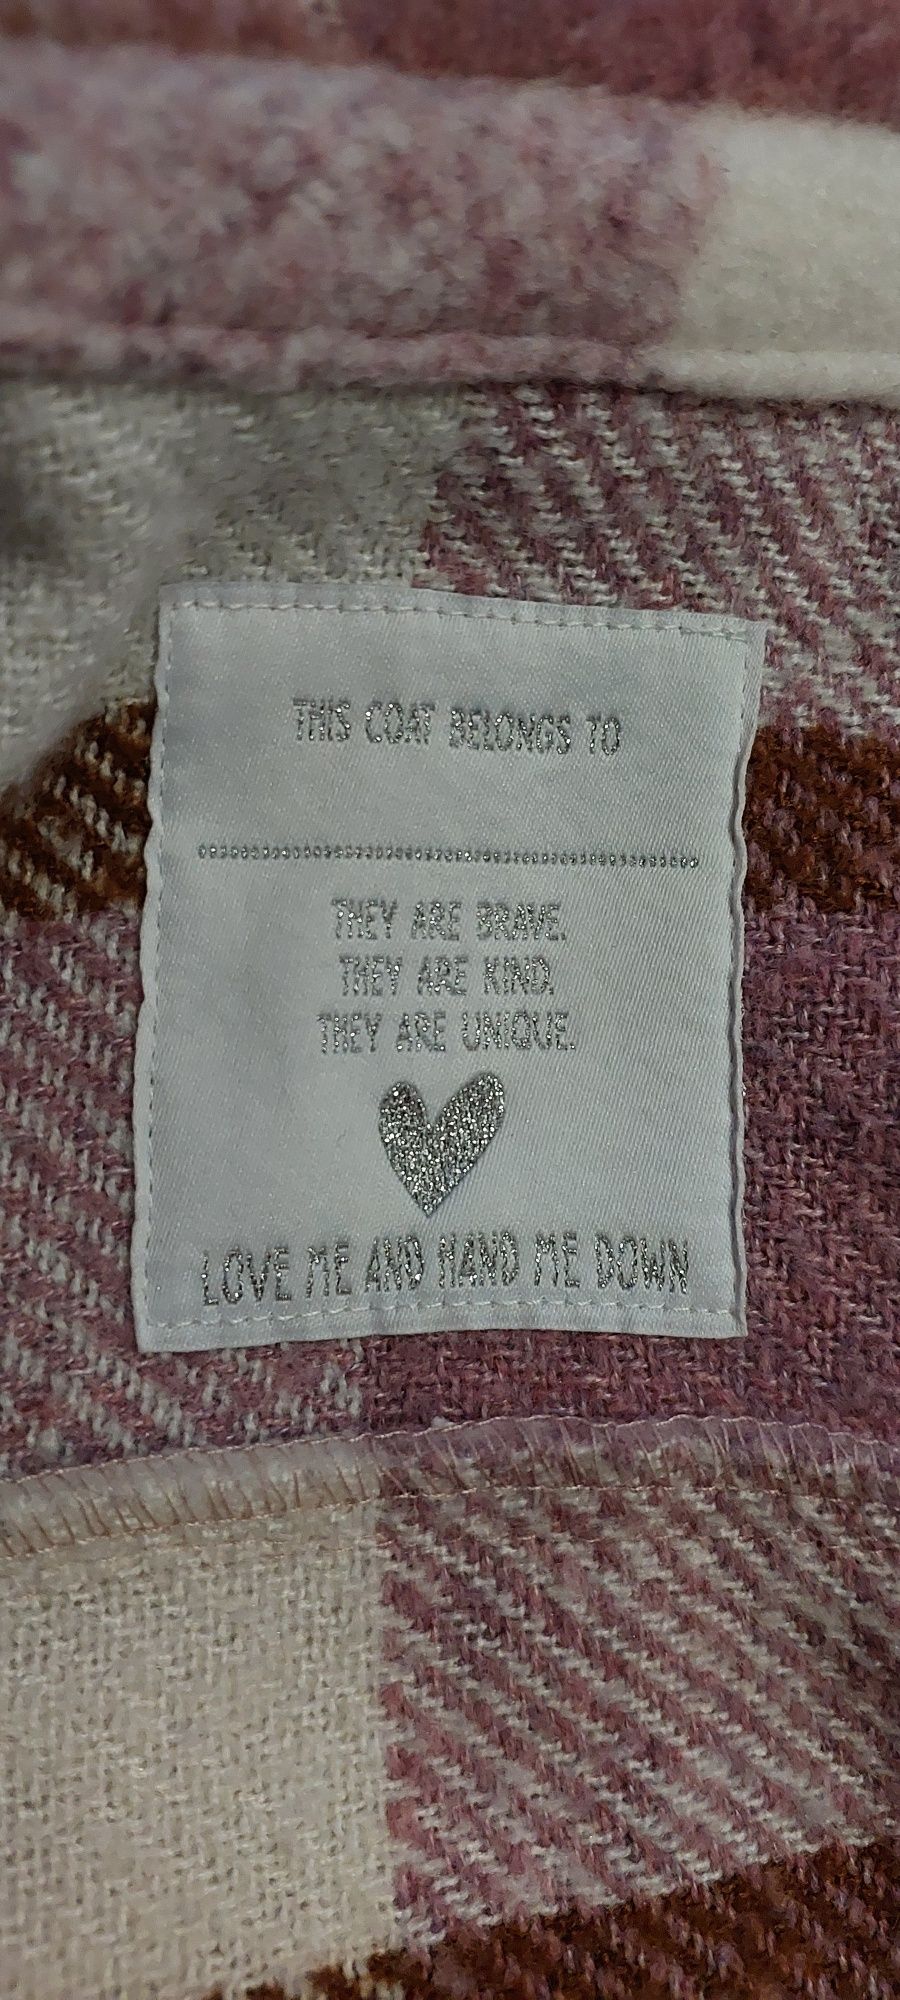 THIS COAT BELONGS TO
THEY ARE BRAVE.
THEY ARE KIND.
THEY ARE UNIQUE.
LOVE ME AND HAND ME DOWN